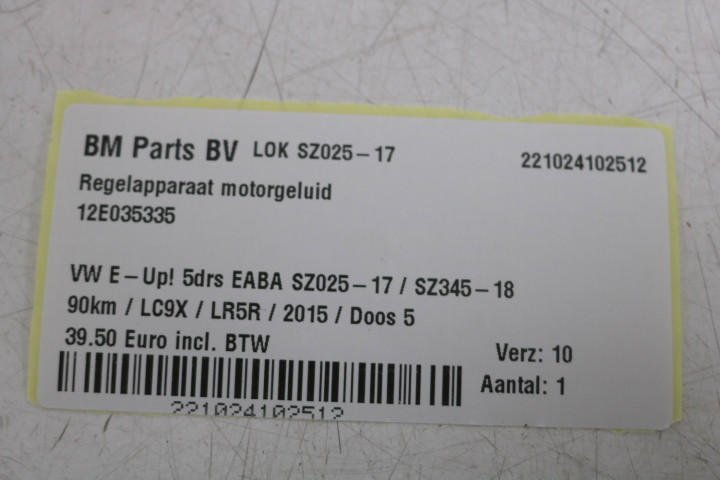 BM Parts BV LOK SZ025-17 221024102512
Regelapparaat motorgeluid
12E035335
VW E-Up! 5drs EABA SZ025-17 / SZ345-18
90km / LC9X / LR5R / 2015 / Doos 5
39.50 Euro incl. BTW
Verz: 10
Aantal: 1
221024102512